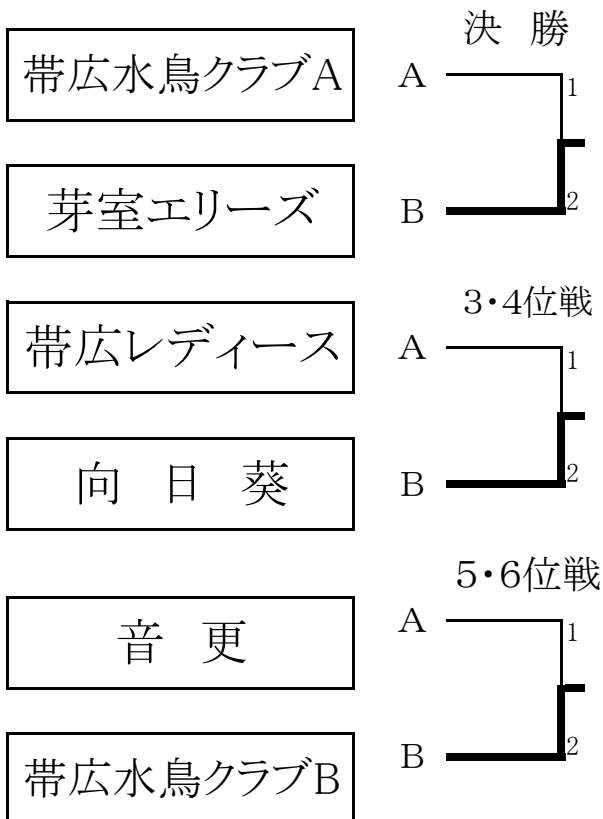 決 勝
帯広水鳥クラブA A 1
芽室エリーズ B 2
3・4位戦
帯広レディース A 1
向 日 葵 B 2
5・6位戦
音 更 A 1
帯広水鳥クラブB B 2